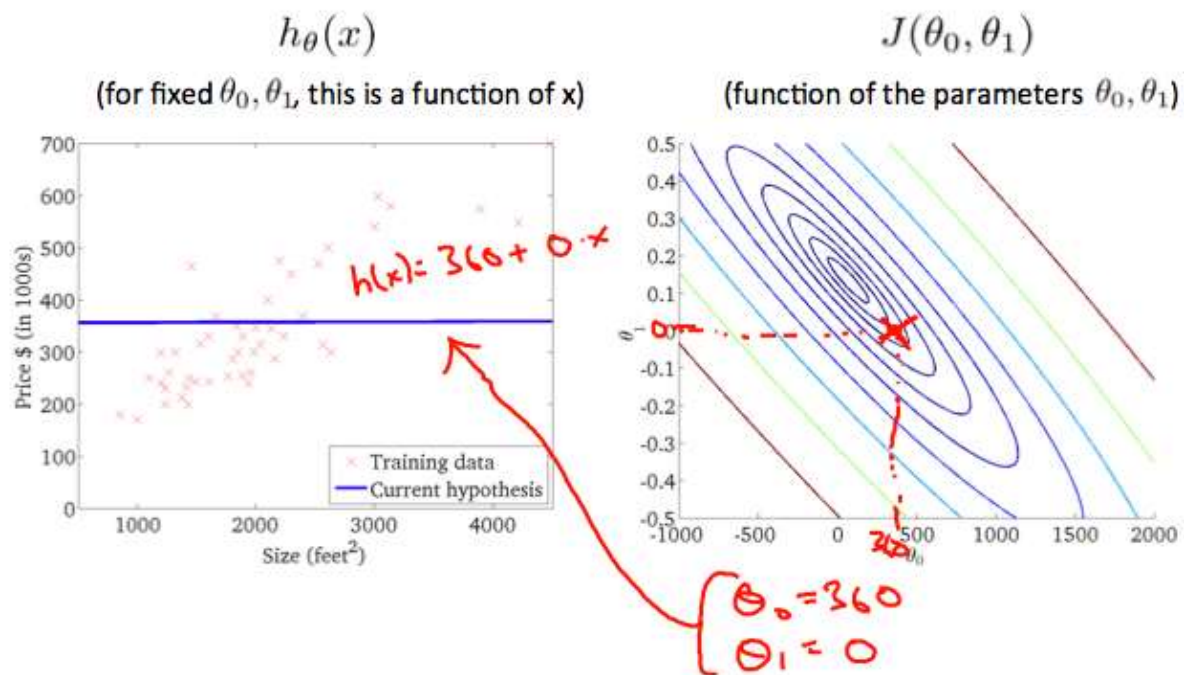 hθ(x)
(for fixed θ0, θ1, this is a function of x)
700
600
500
400
300
200
100
0
Price $ (in 1000s)
1000
2000
3000
4000
Size (feet²)
h(x) = 360 + 0·x
Training data
Current hypothesis
J(θ0, θ1)
(function of the parameters θ0, θ1)
0.5
0.4
0.3
0.2
0.1
0
0
-0.1
-0.2
-0.3
-0.4
-0.5
θ1
-1000
-500
0
500
1000
1500
2000
360
θ0
θ0 = 360
θ1 = 0